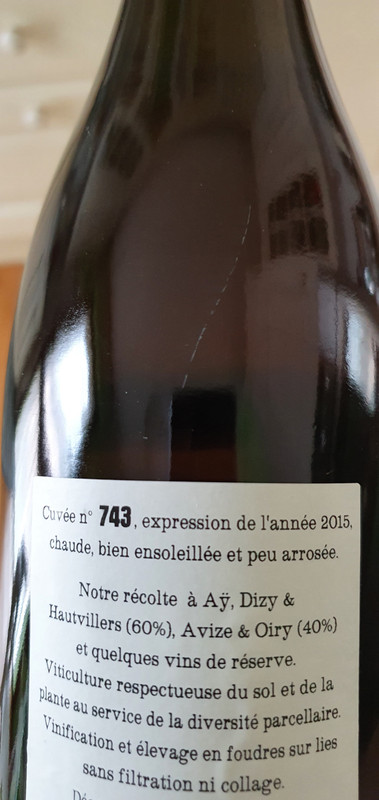 Cuvée n° 743, expression de l'année 2015,
chaude, bien ensoleillée et peu arrosée.
Notre récolte à Aÿ, Dizy &
Hautvillers (60%), Avize & Oiry (40%)
et quelques vins de réserve.
Viticulture respectueuse du sol et de la
plante au service de la diversité parcellaire.
Vinification et élevage en foudres sur lies
sans filtration ni collage.